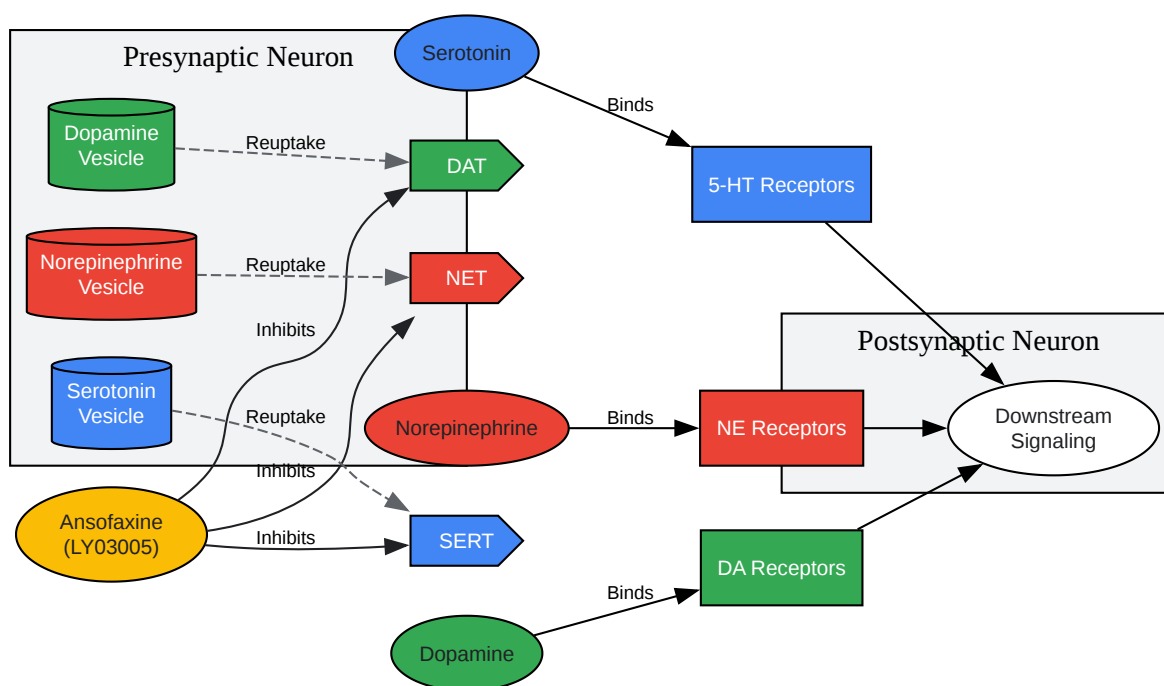 Serotonin
Presynaptic Neuron
Dopamine
Vesicle
Reuptake
DAT
Binds
5-HT Receptors
Norepinephrine
Vesicle
Reuptake
NET
Inhibits
Postsynaptic Neuron
Serotonin
Vesicle
Reuptake
Norepinephrine
Binds
NE Receptors
Downstream
Signaling
Inhibits
Ansofaxine
(LY03005)
Inhibits
SERT
DA Receptors
Binds
Dopamine